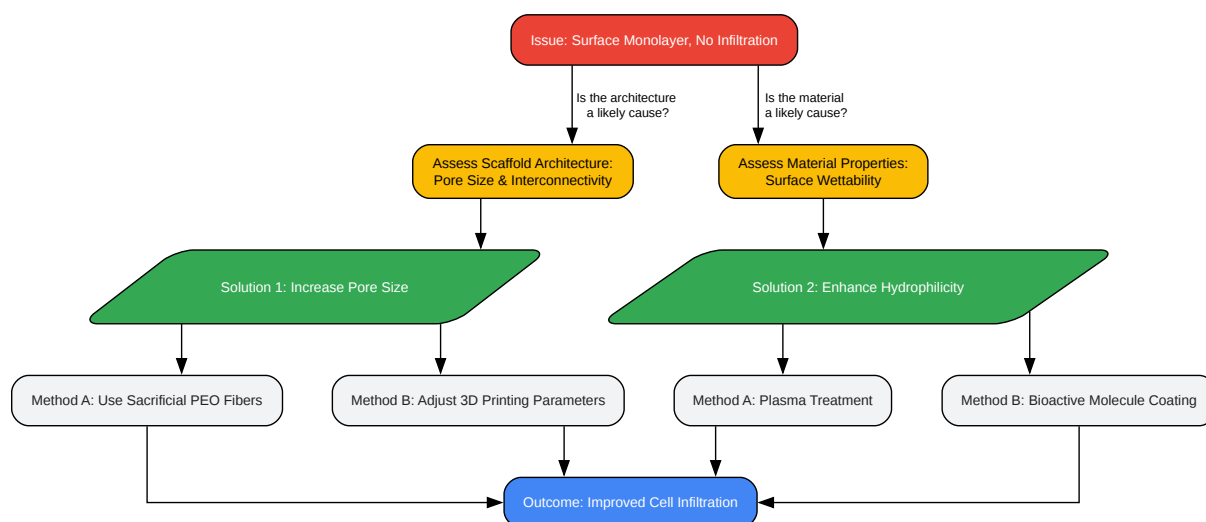 Issue: Surface Monolayer, No Infiltration
Is the architecture
a likely cause?
Is the material
a likely cause?
Assess Scaffold Architecture:
Pore Size & Interconnectivity
Assess Material Properties:
Surface Wettability
Solution 1: Increase Pore Size
Solution 2: Enhance Hydrophilicity
Method A: Use Sacrificial PEO Fibers
Method B: Adjust 3D Printing Parameters
Method A: Plasma Treatment
Method B: Bioactive Molecule Coating
Outcome: Improved Cell Infiltration